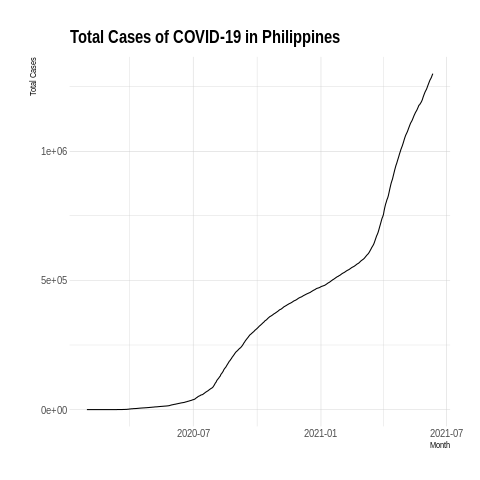 Total Cases of COVID-19 in Philippines
Total Cases
1e+06
5e+05
0e+00
2020-07
2021-01
2021-07
Month